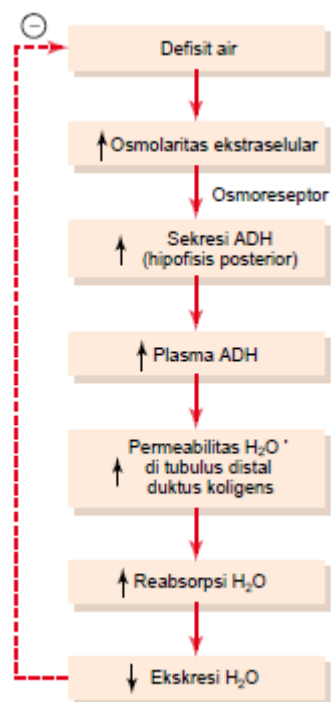 ⊖
Defisit air
↑ Osmolaritas ekstraselular
Osmoreseptor
↑ Sekresi ADH
(hipofisis posterior)
↑ Plasma ADH
↑ Permeabilitas H₂O
di tubulus distal
duktus koligens
↑ Reabsorpsi H₂O
↓ Ekskresi H₂O